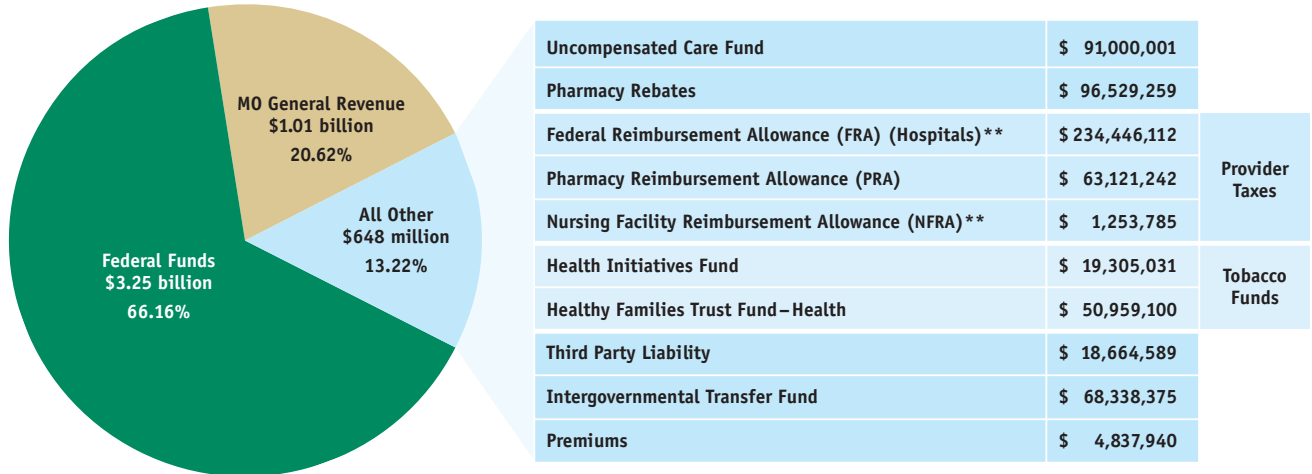 MO General Revenue
$1.01 billion
20.62%
All Other
$648 million
13.22%
Federal Funds
$3.25 billion
66.16%
Uncompensated Care Fund $ 91,000,001
Pharmacy Rebates $ 96,529,259
Federal Reimbursement Allowance (FRA) (Hospitals)** $234,446,112
Pharmacy Reimbursement Allowance (PRA) $ 63,121,242
Nursing Facility Reimbursement Allowance (NFRA)** $ 1,253,785
Provider
Taxes
Health Initiatives Fund $ 19,305,031
Healthy Families Trust Fund–Health $ 50,959,100
Tobacco
Funds
Third Party Liability $ 18,664,589
Intergovernmental Transfer Fund $ 68,338,375
Premiums $ 4,837,940